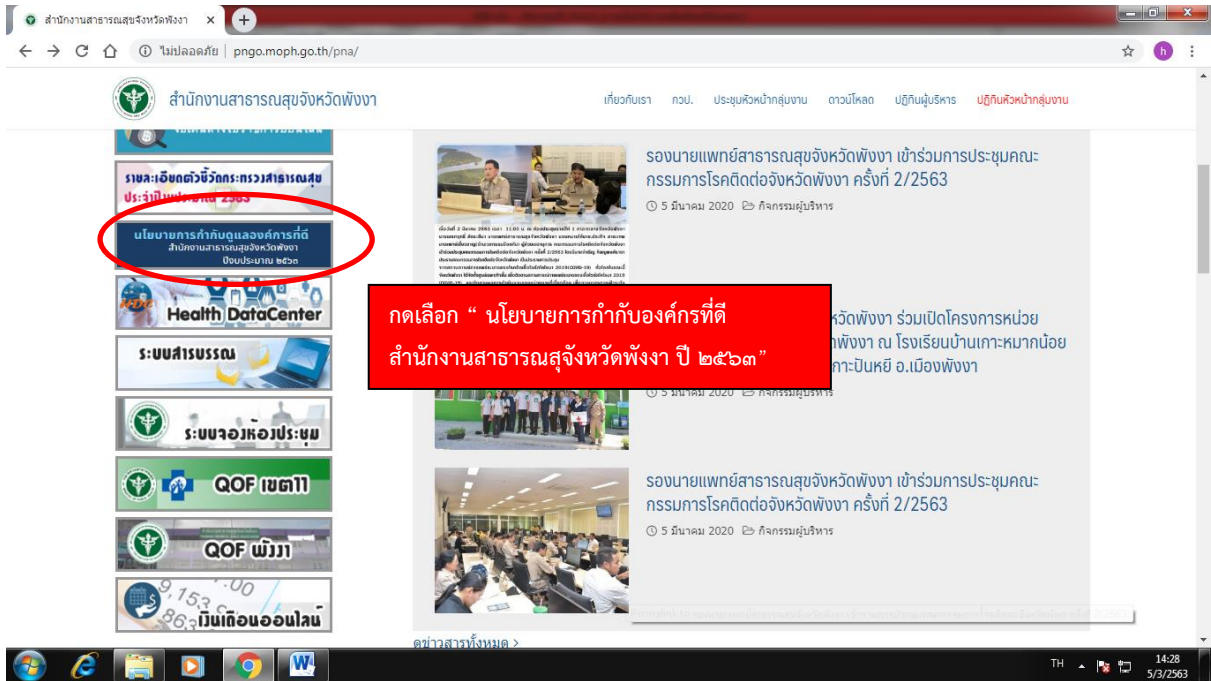 สำนักงานสาธารณสุขจังหวัดพังงา
ไม่ปลอดภัย | pngo.moph.go.th/pna/
h
สำนักงานสาธารณสุขจังหวัดพังงา
เกี่ยวกับเรา กวป. ประชุมหัวหน้ากลุ่มงาน ดาวน์โหลด ปฏิทินผู้บริหาร ปฏิทินหัวหน้ากลุ่มงาน
รายละเอียดตัวชี้วัดกระทรวงสาธารณสุข
ประจำปีงบประมาณ 2563
นโยบายการกำกับดูแลองค์การที่ดี
สำนักงานสาธารณสุขจังหวัดพังงา
ปีงบประมาณ ๒๕๖๓
HDC
Health DataCenter
ระบบสารบรรณ
ระบบจองห้องประชุม
QOF เขต11
QOF พังงา
เงินเดือนออนไลน์
รองนายแพทย์สาธารณสุขจังหวัดพังงา เข้าร่วมการประชุมคณะ
กรรมการโรคติดต่อจังหวัดพังงา ครั้งที่ 2/2563
5 มีนาคม 2020 กิจกรรมผู้บริหาร
กดเลือก “ นโยบายการกำกับองค์กรที่ดี
สำนักงานสาธารณสุจังหวัดพังงา ปี ๒๕๖๓”
หวัดพังงา ร่วมเปิดโครงการหน่วย
พังงา ณ โรงเรียนบ้านเกาะหมากน้อย
กาะปันหยี อ.เมืองพังงา
5 มีนาคม 2020 กิจกรรมผู้บริหาร
รองนายแพทย์สาธารณสุขจังหวัดพังงา เข้าร่วมการประชุมคณะ
กรรมการโรคติดต่อจังหวัดพังงา ครั้งที่ 2/2563
5 มีนาคม 2020 กิจกรรมผู้บริหาร
ดูข่าวสารทั้งหมด >
TH
14:28
5/3/2563